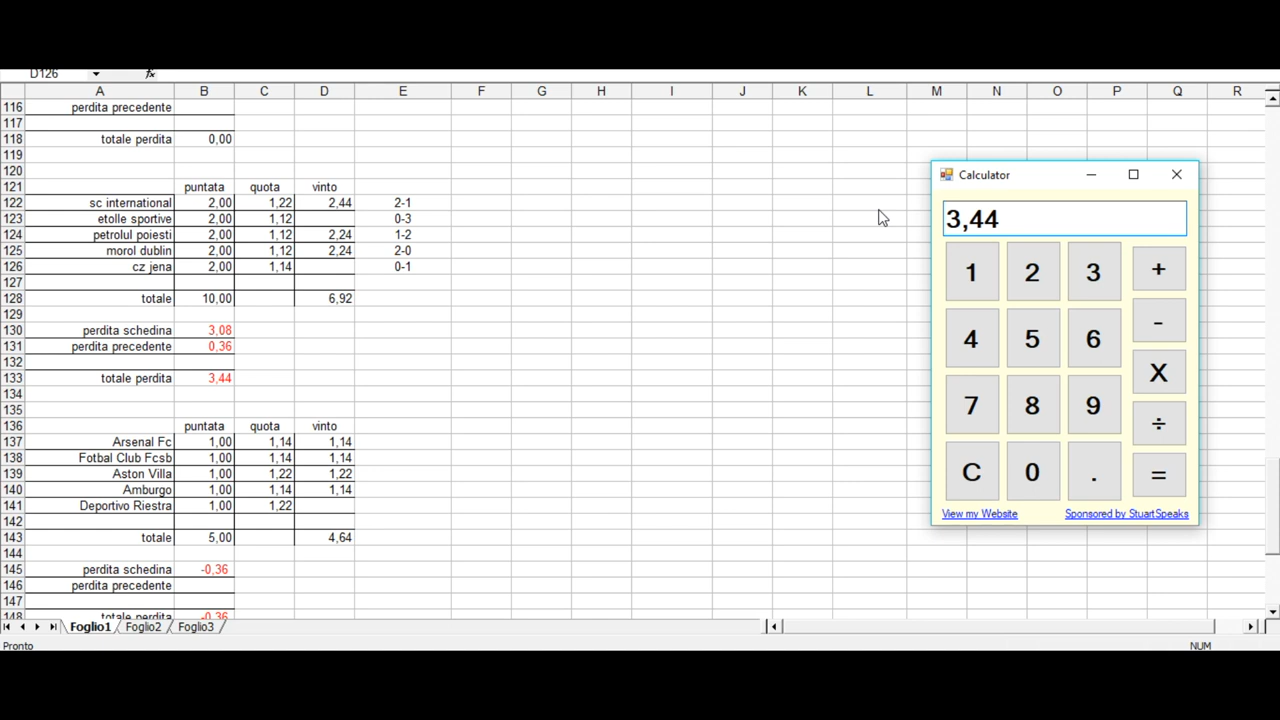 D126
A B C D E F G H I J K L M N O P Q R
116 perdita precedente
117
118 totale perdita 0,00
119
120
121 puntata quota vinto
122 sc international 2,00 1,22 2,44 2-1
123 etolle sportive 2,00 1,12 0-3
124 petrolul poiesti 2,00 1,12 2,24 1-2
125 morol dublin 2,00 1,12 2,24 2-0
126 cz jena 2,00 1,14 0-1
127
128 totale 10,00 6,92
129
130 perdita schedina 3,08
131 perdita precedente 0,36
132
133 totale perdita 3,44
134
135
136 puntata quota vinto
137 Arsenal Fc 1,00 1,14 1,14
138 Fotbal Club Fcsb 1,00 1,14 1,14
139 Aston Villa 1,00 1,22 1,22
140 Amburgo 1,00 1,14 1,14
141 Deportivo Riestra 1,00 1,22
142
143 totale 5,00 4,64
144
145 perdita schedina -0,36
146 perdita precedente
147
148 totale perdita -0,36
Foglio1 Foglio2 Foglio3
Pronto NUM
Calculator
3,44
1 2 3 +
4 5 6 -
7 8 9 X
÷
C 0 . =
View my Website Sponsored by StuartSpeaks